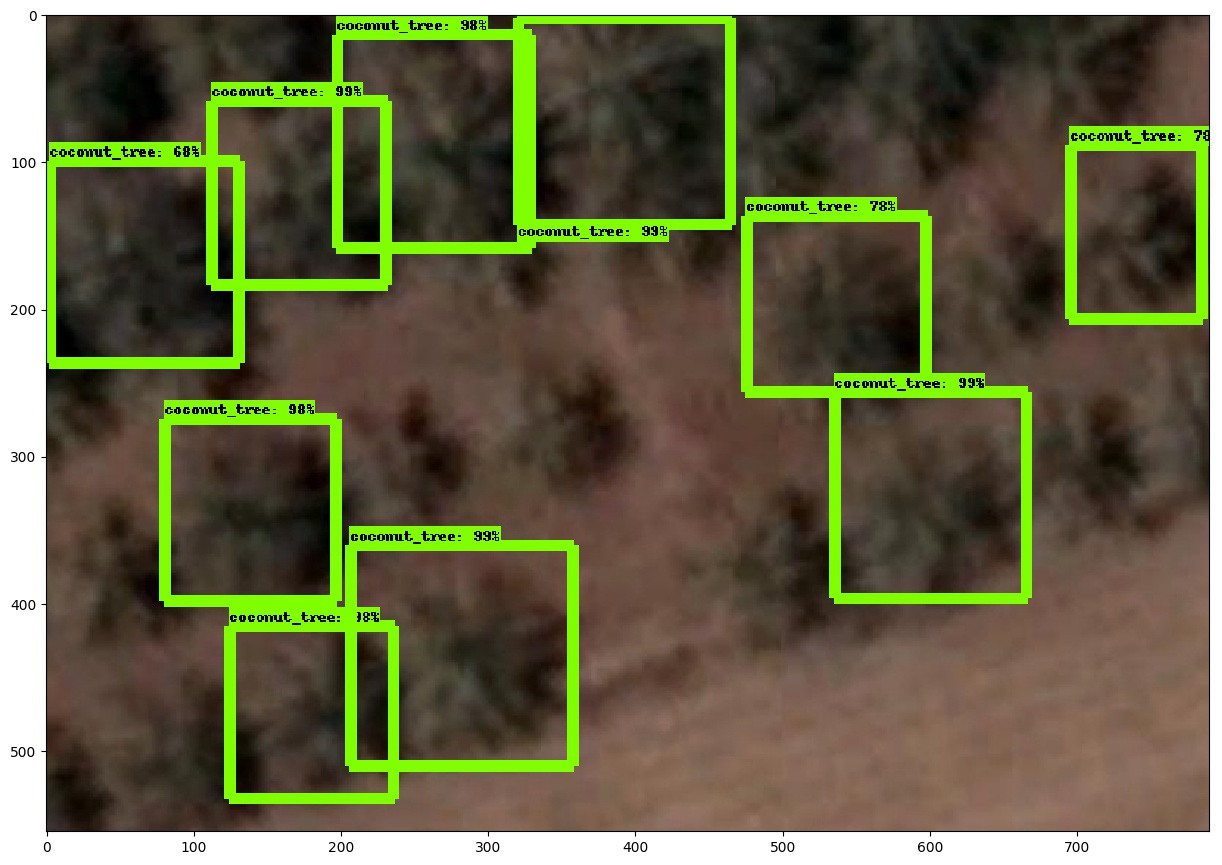 0
coconut_tree: 98%
coconut_tree: 99%
coconut_tree: 68%
coconut_tree: 78
100
coconut_tree: 78%
coconut_tree: 99%
200
coconut_tree: 99%
coconut_tree: 98%
300
coconut_tree: 99%
400
coconut_tree: 98%
500
0 100 200 300 400 500 600 700